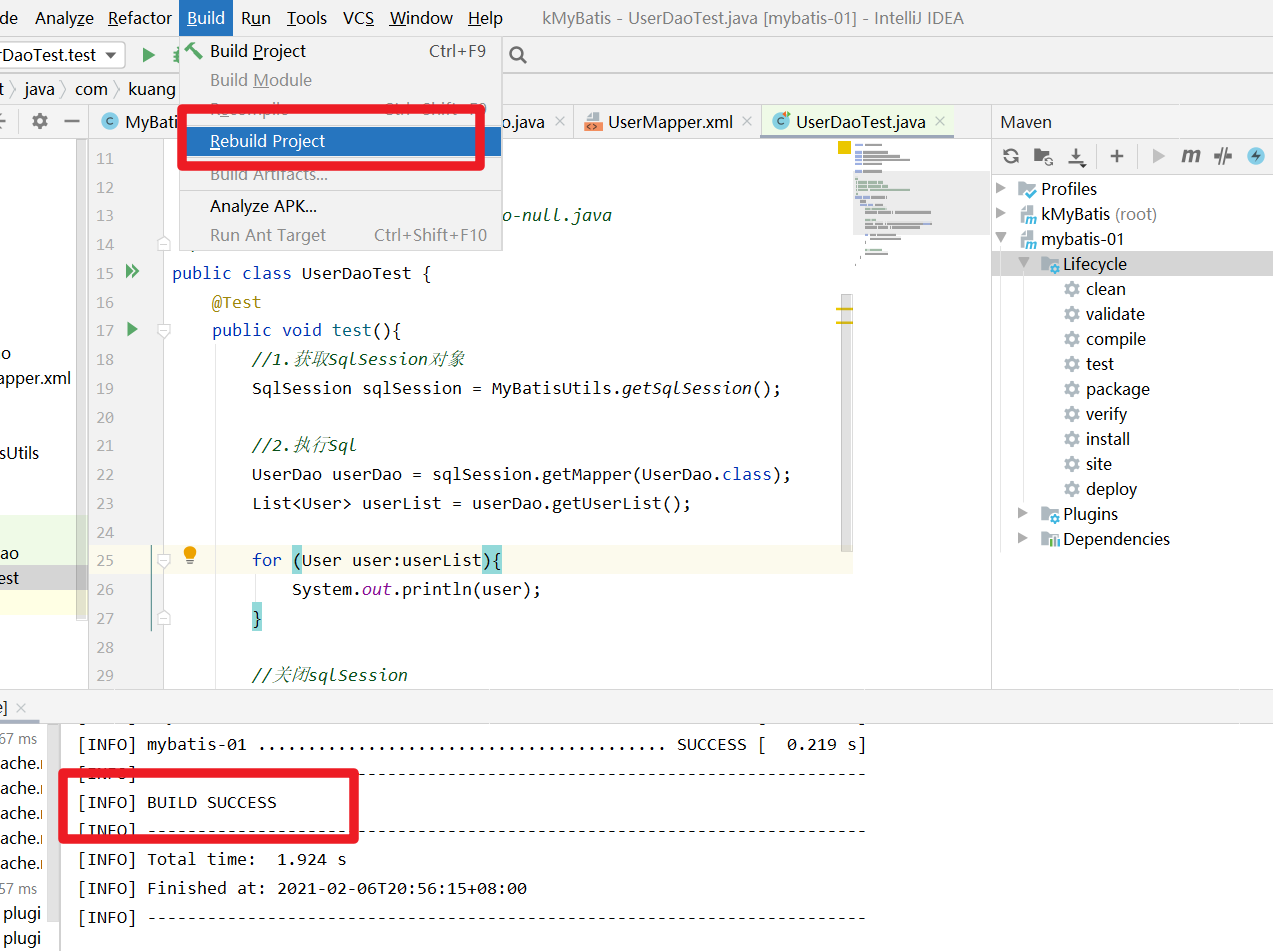 de Analyze Refactor Build Run Tools VCS Window Help kMyBatis - UserDaoTest.java [mybatis-01] - IntelliJ IDEA
rDaoTest.test
Build Project Ctrl+F9
Build Module
Rebuild Project
Build Artifacts...
Analyze APK...
Run Ant Target Ctrl+Shift+F10
t java com kuang
MyBati
o.java
UserMapper.xml
UserDaoTest.java
Maven
11
12
13 o-null.java
14
15 public class UserDaoTest {
16 @Test
17 public void test(){
18 //1.获取SqlSession对象
19 SqlSession sqlSession = MyBatisUtils.getSqlSession();
20
21 //2.执行Sql
22 UserDao userDao = sqlSession.getMapper(UserDao.class);
23 List<User> userList = userDao.getUserList();
24
25 for (User user:userList){
26 System.out.println(user);
27 }
28
29 //关闭sqlSession
o
apper.xml
sUtils
ao
est
Profiles
kMyBatis (root)
mybatis-01
Lifecycle
clean
validate
compile
test
package
verify
install
site
deploy
Plugins
Dependencies
e]
67 ms
ache.
ache.
ache.
ache.
ache.
57 ms
plugi
plugi
[INFO] mybatis-01 ......................................... SUCCESS [  0.219 s]
[INFO] ------------------------------------------------------------------------
[INFO] BUILD SUCCESS
[INFO] ------------------------------------------------------------------------
[INFO] Total time:  1.924 s
[INFO] Finished at: 2021-02-06T20:56:15+08:00
[INFO] ------------------------------------------------------------------------